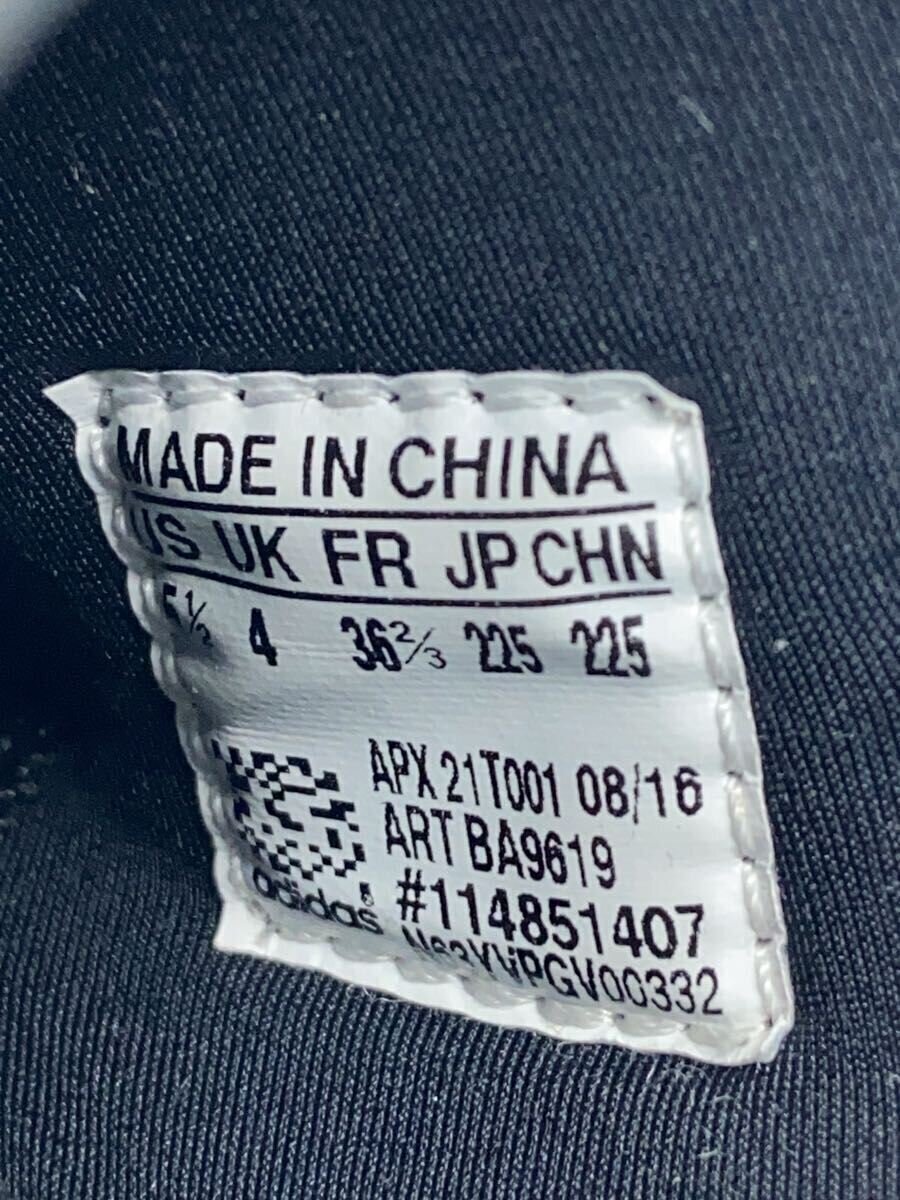 MADE IN CHINA
US UK FR JP CHN
5½ 4 36⅔ 225 225
APX 21T001 08/16
ART BA9619
#114851407
adidas